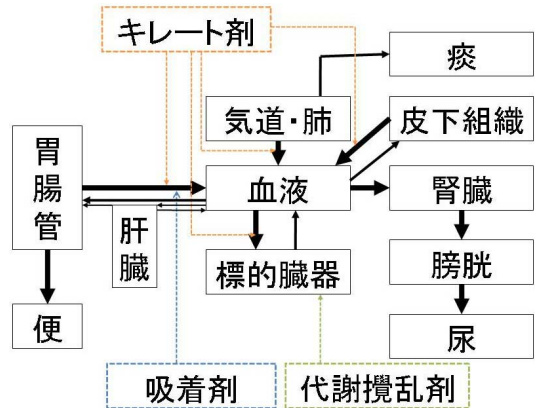 キレート剤
痰
気道・肺
皮下組織
胃腸管
血液
腎臓
肝臓
標的臓器
膀胱
便
尿
吸着剤
代謝攪乱剤